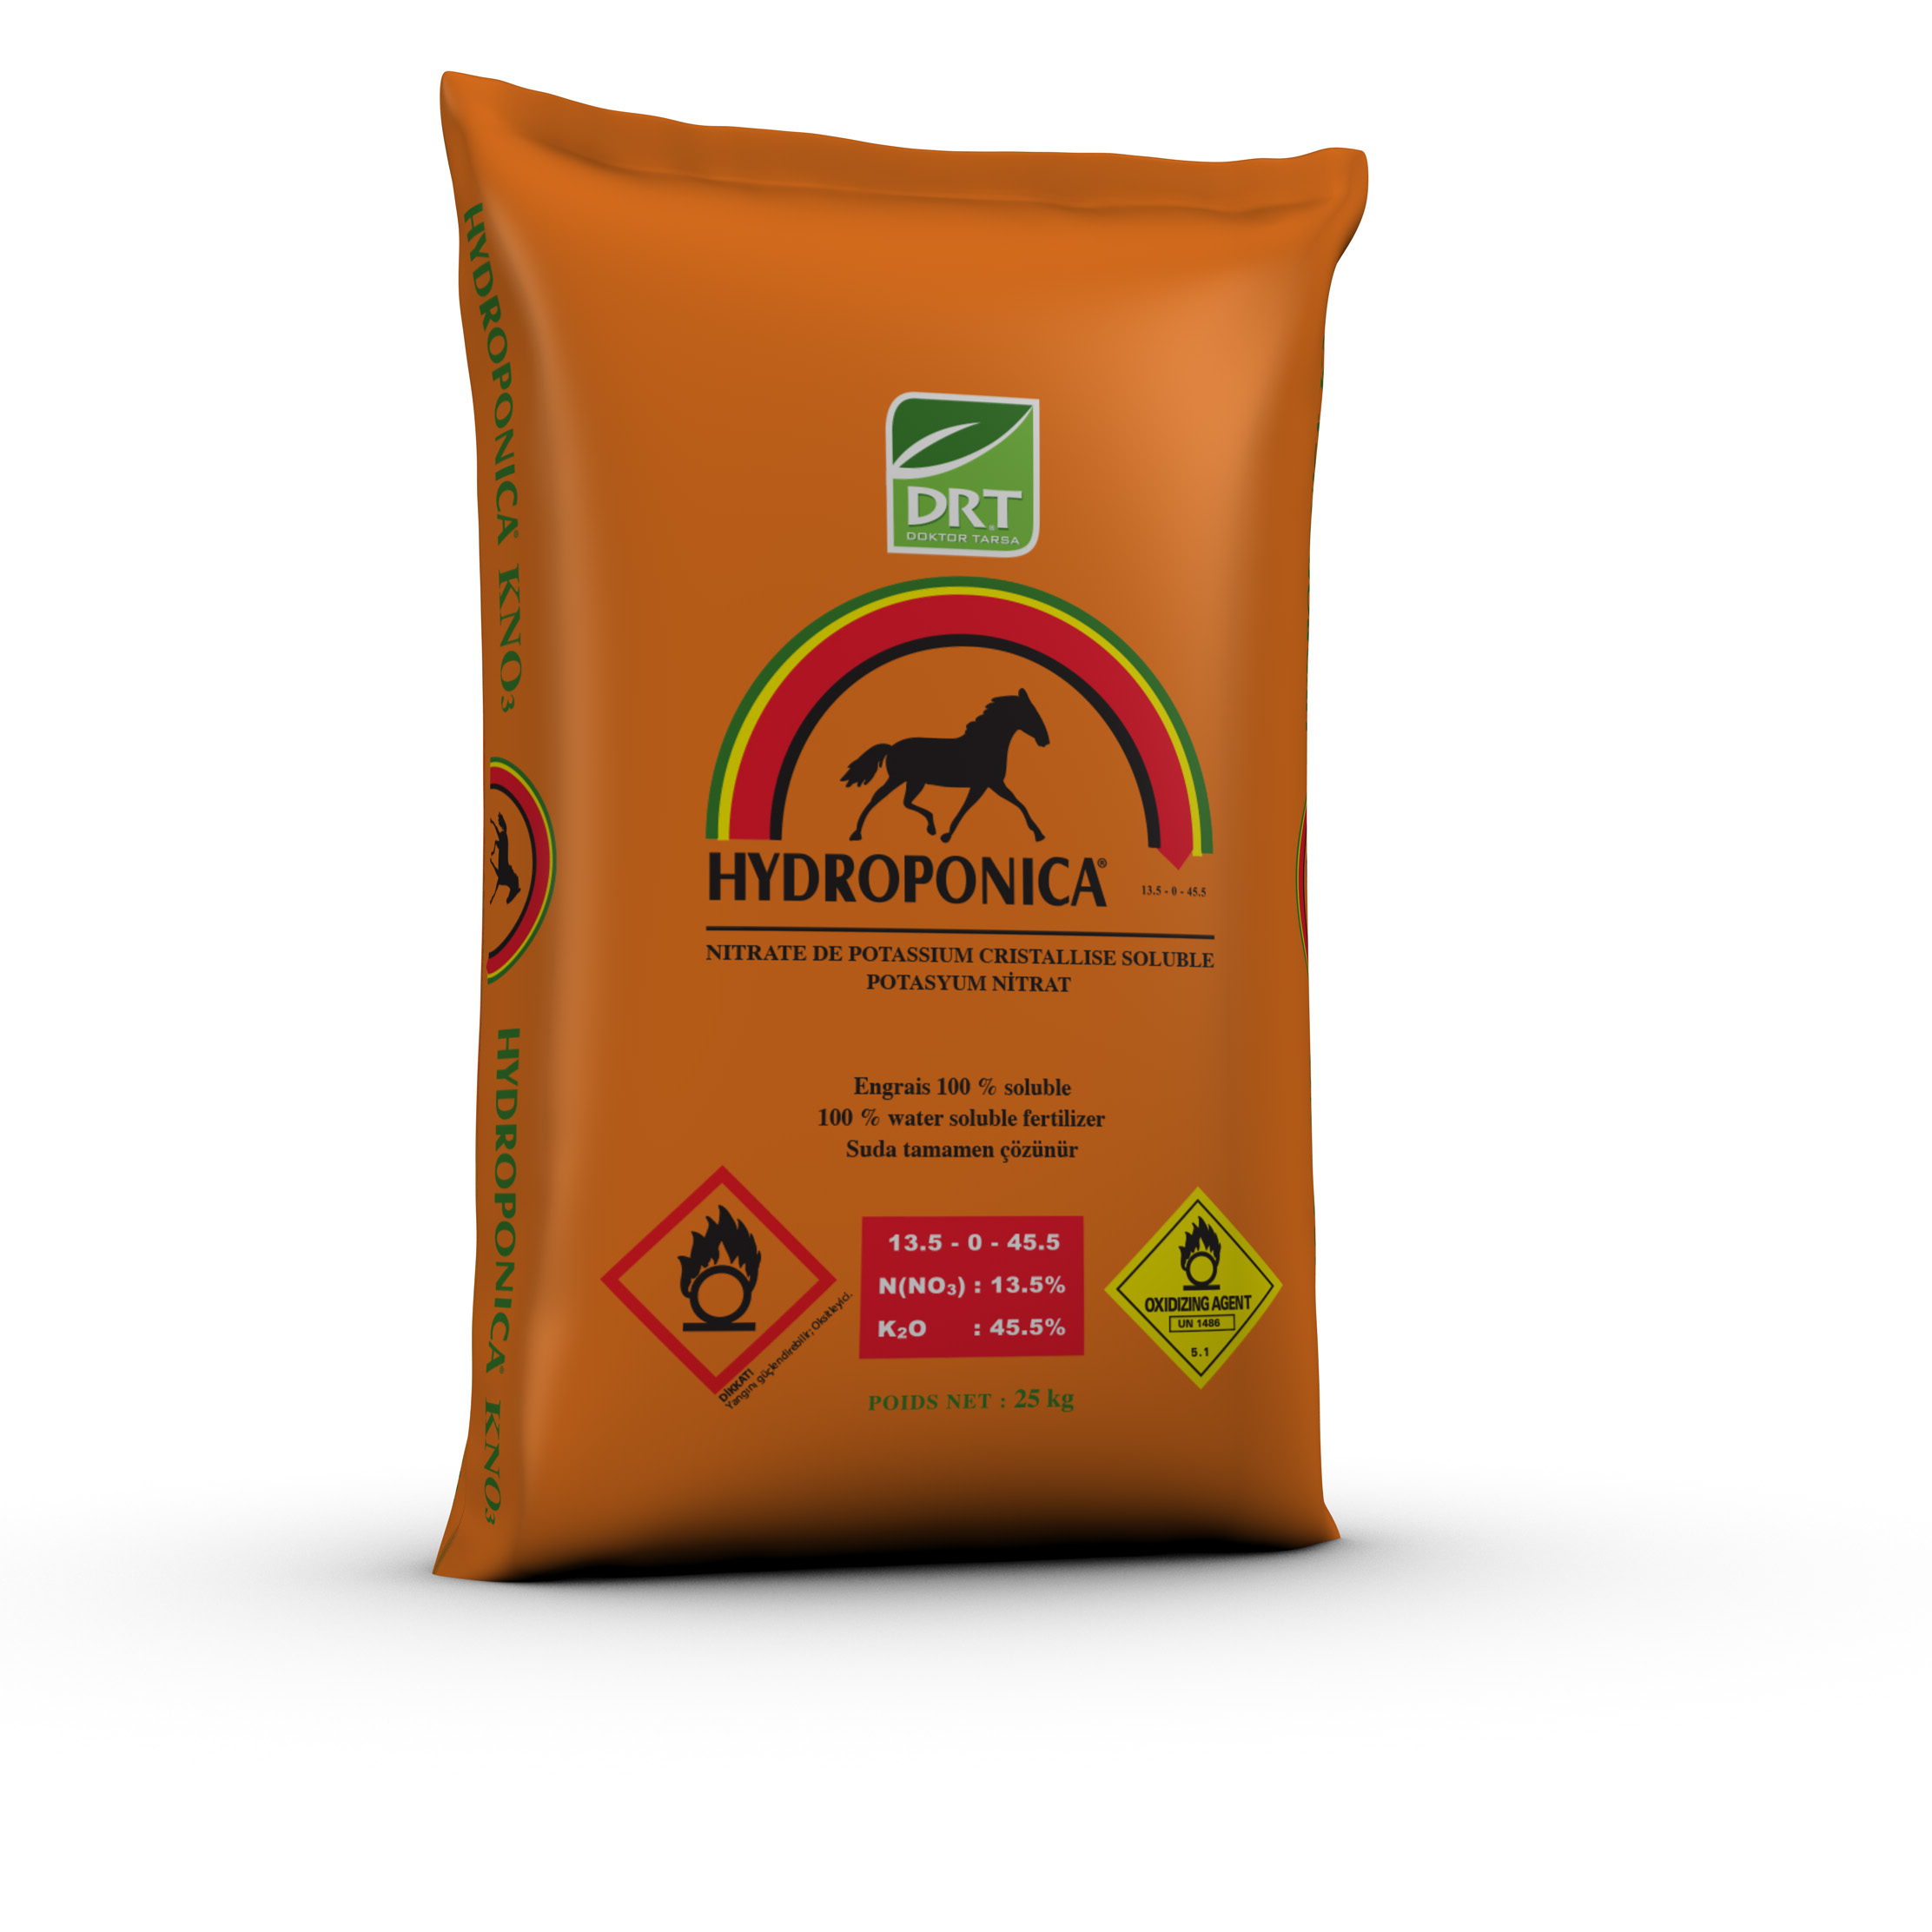 HYDROPONICA® KNO₃
HYDROPONICA® KNO₃
DR.T®
DOKTOR TARSA
HYDROPONICA®
13.5 - 0 - 45.5
NITRATE DE POTASSIUM CRISTALLISE SOLUBLE
POTASYUM NİTRAT
Engrais 100 % soluble
100 % water soluble fertilizer
Suda tamamen çözünür
DİKKAT!
Yangını güçlendirebilir; Oksitleyici.
13.5 - 0 - 45.5
N(NO₃) : 13.5%
K₂O : 45.5%
OXIDIZING AGENT
UN 1486
5.1
POIDS NET : 25 kg